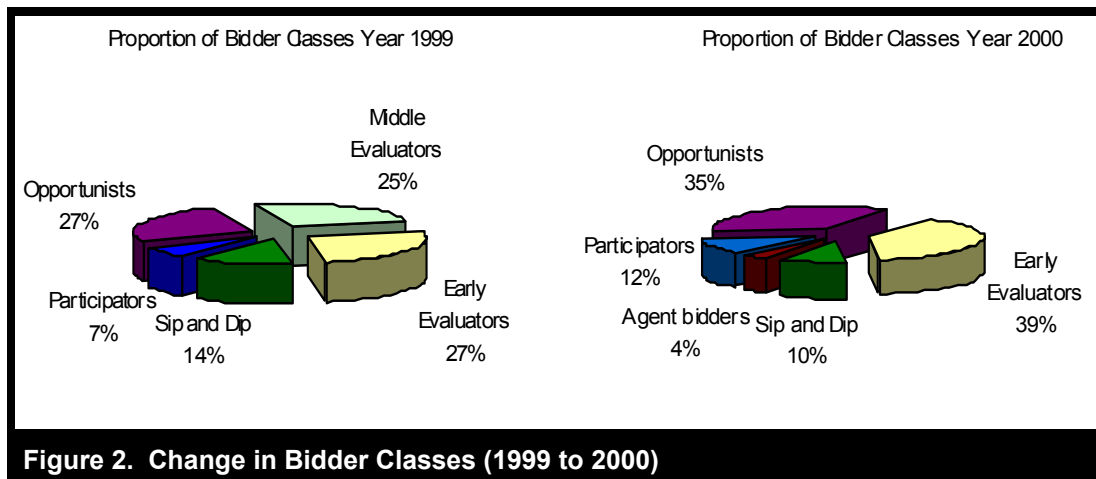 Proportion of Bidder Classes Year 1999
Middle
Evaluators
25%
Opportunists
27%
Participators
7%
Sip and Dip
14%
Early
Evaluators
27%
Proportion of Bidder Classes Year 2000
Opportunists
35%
Participators
12%
Agent bidders
4%
Sip and Dip
10%
Early
Evaluators
39%
Figure 2. Change in Bidder Classes (1999 to 2000)